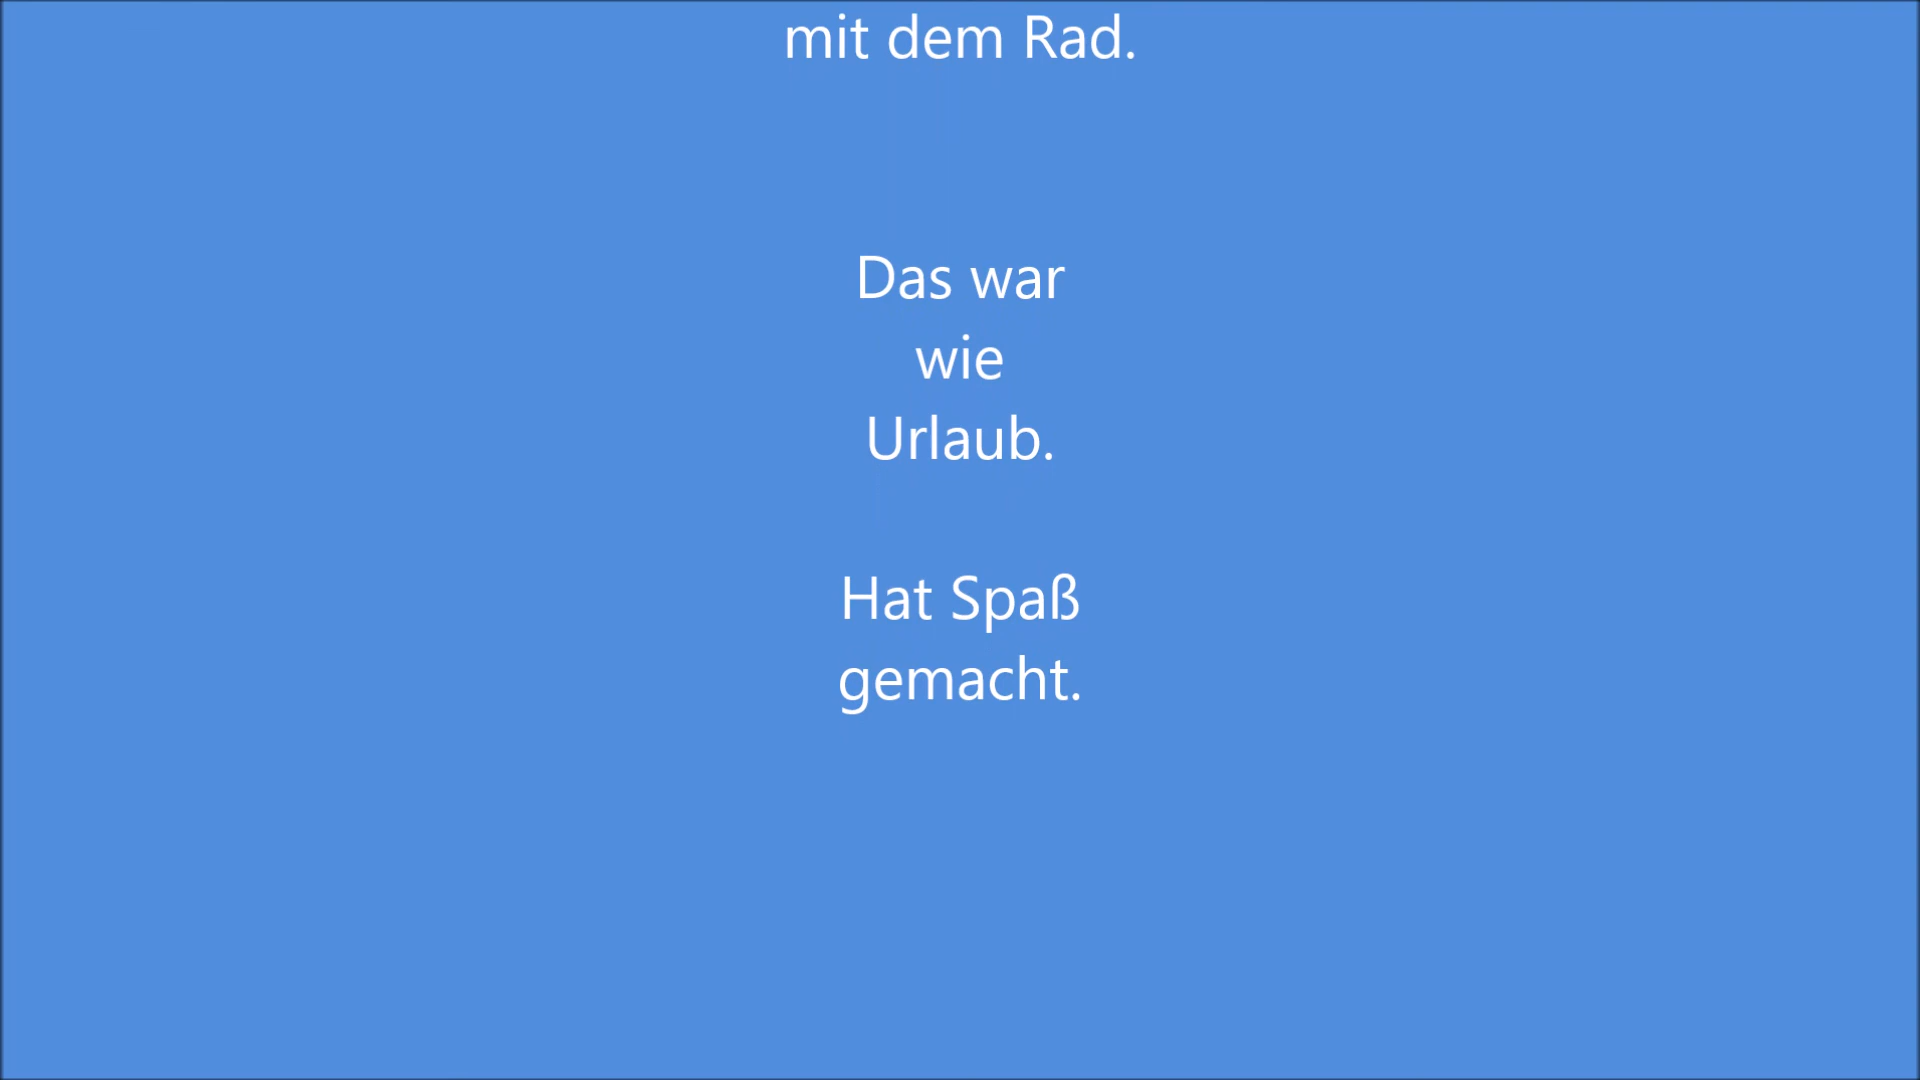 mit dem Rad.
Das war
wie
Urlaub.
Hat Spaß
gemacht.